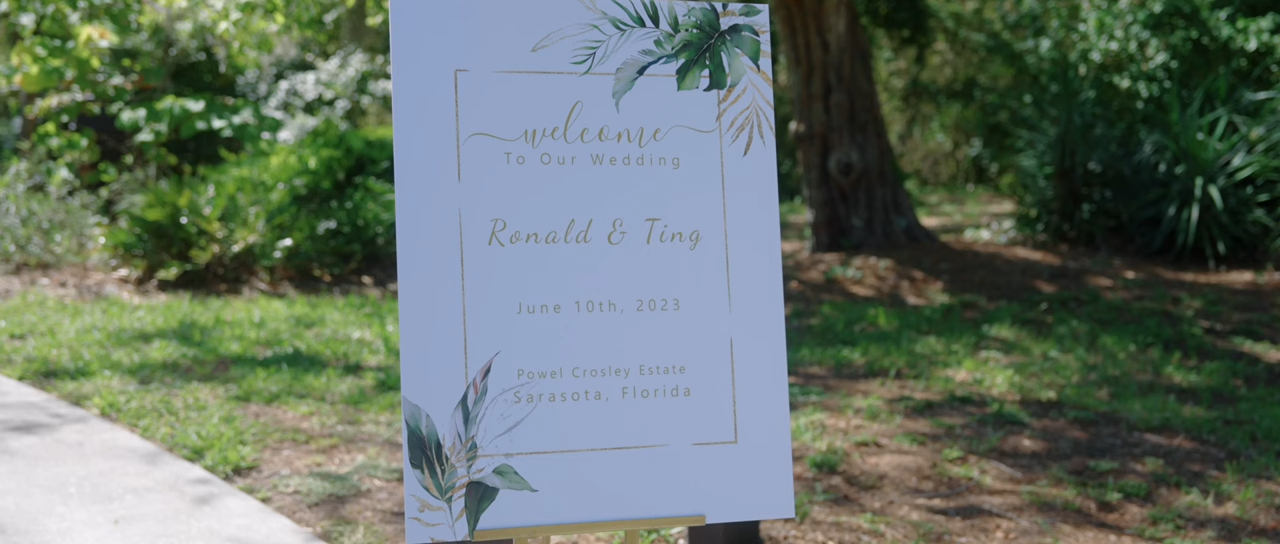 welcome
To Our Wedding
Ronald & Ting
June 10th, 2023
Powel Crosley Estate
Sarasota, Florida